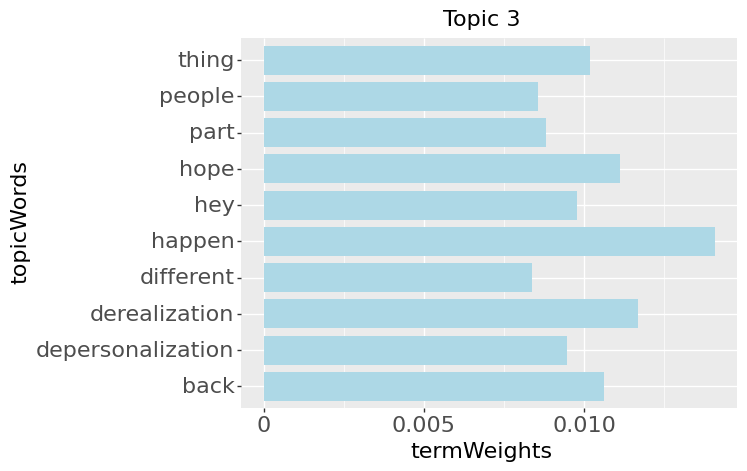 Topic 3
topicWords
thing
people
part
hope
hey
happen
different
derealization
depersonalization
back
0 0.005 0.010
termWeights